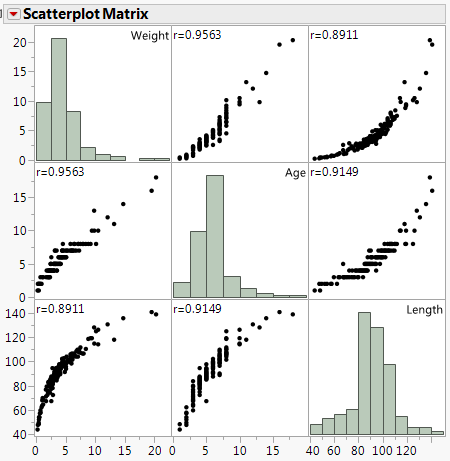 Scatterplot Matrix
Weight
r=0.9563
r=0.8911
20
15
10
5
0
r=0.9563
Age
r=0.9149
15
10
5
0
r=0.8911
r=0.9149
Length
140
120
100
80
60
40
0 5 10 15 20 0 5 10 15 40 60 80 100 120